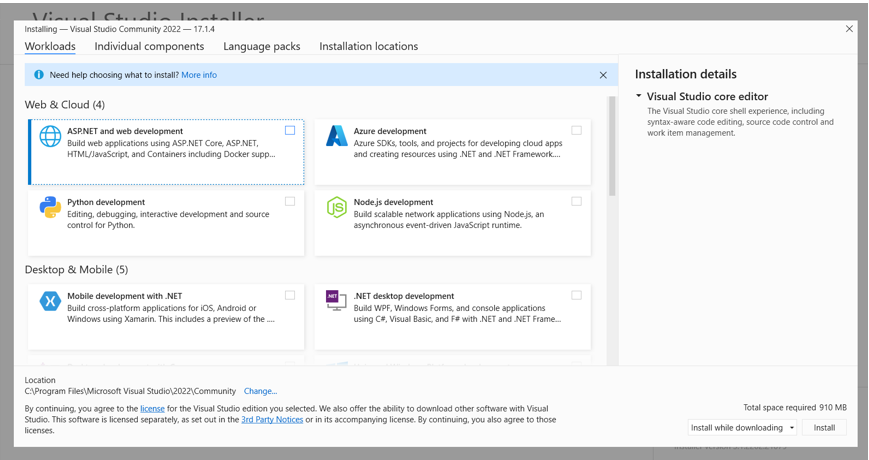 Visual Studio Installer
Installing — Visual Studio Community 2022 — 17.1.4
Workloads Individual components Language packs Installation locations
Need help choosing what to install? More info
Web & Cloud (4)
ASP.NET and web development
Build web applications using ASP.NET Core, ASP.NET,
HTML/JavaScript, and Containers including Docker supp...
Azure development
Azure SDKs, tools, and projects for developing cloud apps
and creating resources using .NET and .NET Framework....
Python development
Editing, debugging, interactive development and source
control for Python.
Node.js development
Build scalable network applications using Node.js, an
asynchronous event-driven JavaScript runtime.
Desktop & Mobile (5)
Mobile development with .NET
Build cross-platform applications for iOS, Android or
Windows using Xamarin. This includes a preview of the ....
.NET desktop development
Build WPF, Windows Forms, and console applications
using C#, Visual Basic, and F# with .NET and .NET Frame...
Installation details
Visual Studio core editor
The Visual Studio core shell experience, including
syntax-aware code editing, source code control and
work item management.
Location
C:\Program Files\Microsoft Visual Studio\2022\Community Change...
By continuing, you agree to the license for the Visual Studio edition you selected. We also offer the ability to download other software with Visual
Studio. This software is licensed separately, as set out in the 3rd Party Notices or in its accompanying license. By continuing, you also agree to those
licenses.
Total space required 910 MB
Install while downloading Install